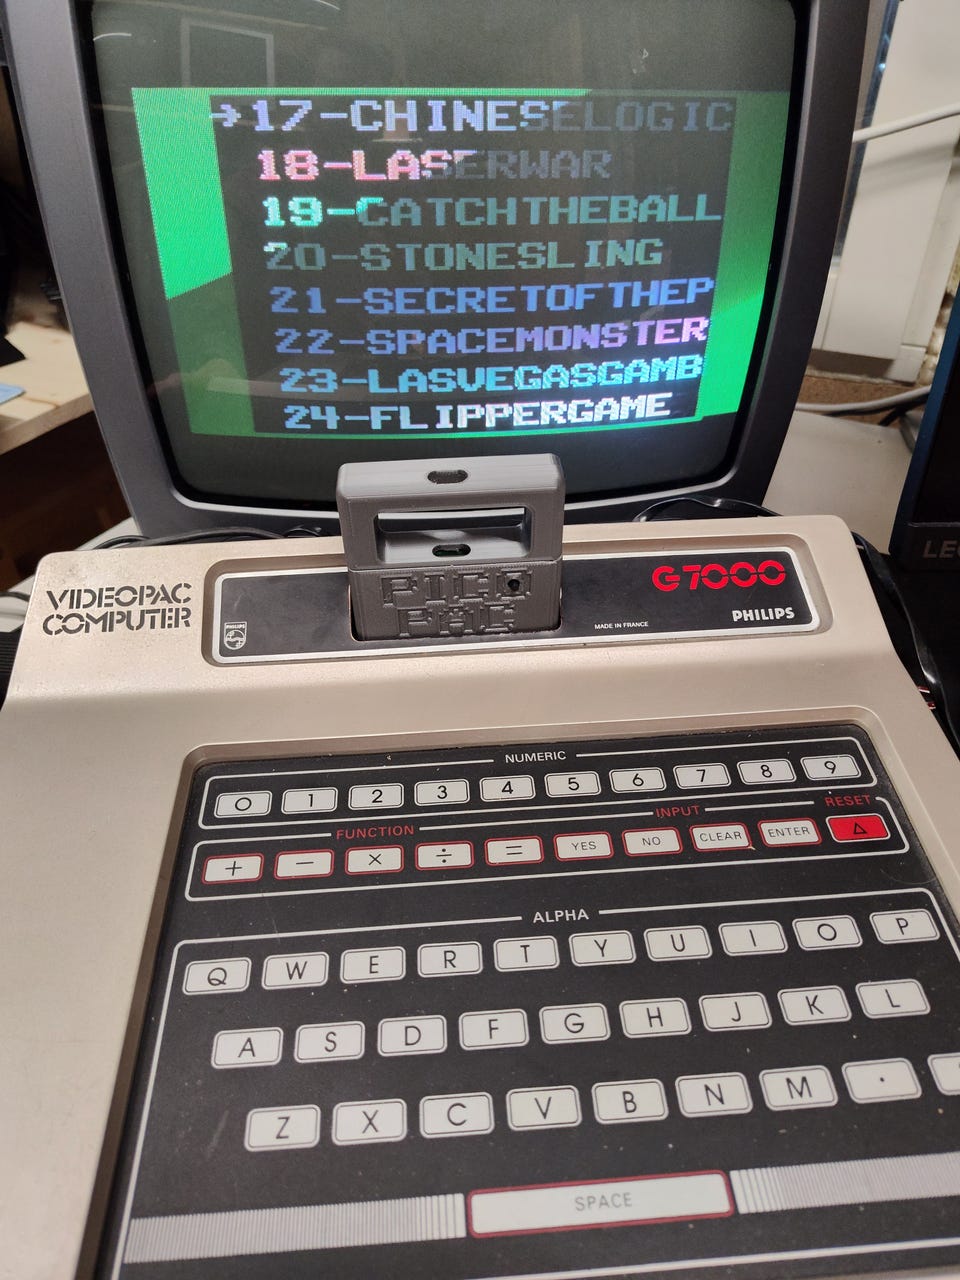 →17-CHINESELOGIC
18-LASERWAR
19-CATCHTHEBALL
20-STONESLING
21-SECRETOFTHEP
22-SPACEMONSTER
23-LASVEGASGAMB
24-FLIPPERGAME
PICO
PAC
VIDEOPAC
COMPUTER
PHILIPS
MADE IN FRANCE
G7000
PHILIPS
NUMERIC
0 1 2 3 4 5 6 7 8 9
FUNCTION INPUT RESET
+ − × ÷ = YES NO CLEAR ENTER △
ALPHA
Q W E R T Y U I O P
A S D F G H J K L
Z X C V B N M .
SPACE